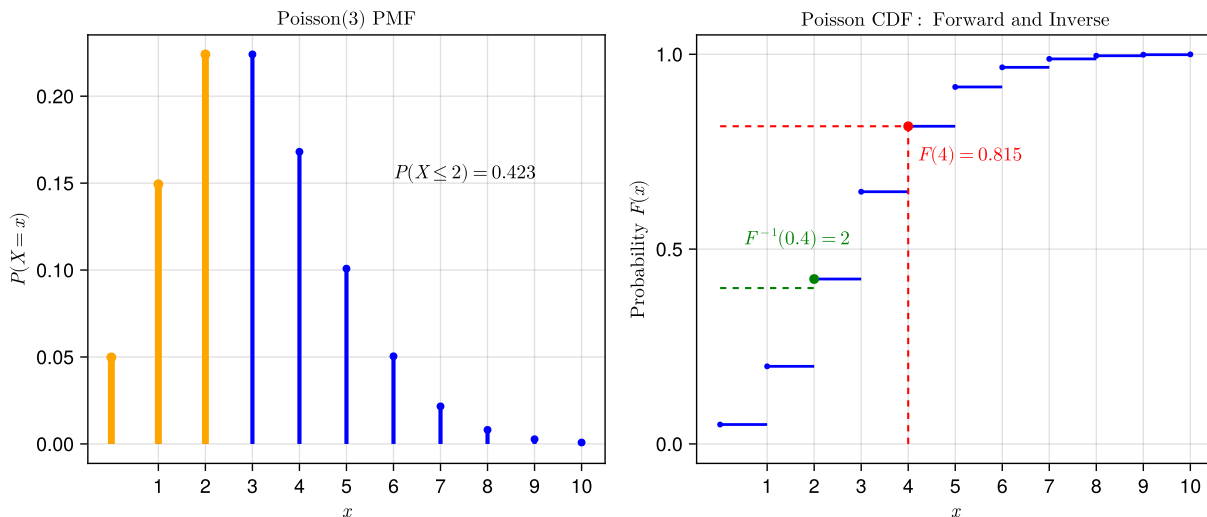 Poisson(3) PMF
P(X = x)
0.20
0.15
0.10
0.05
0.00
P(X ≤ 2) = 0.423
1 2 3 4 5 6 7 8 9 10
x
Poisson CDF: Forward and Inverse
Probability F(x)
1.0
0.5
0.0
F(4) = 0.815
F⁻¹(0.4) = 2
1 2 3 4 5 6 7 8 9 10
x